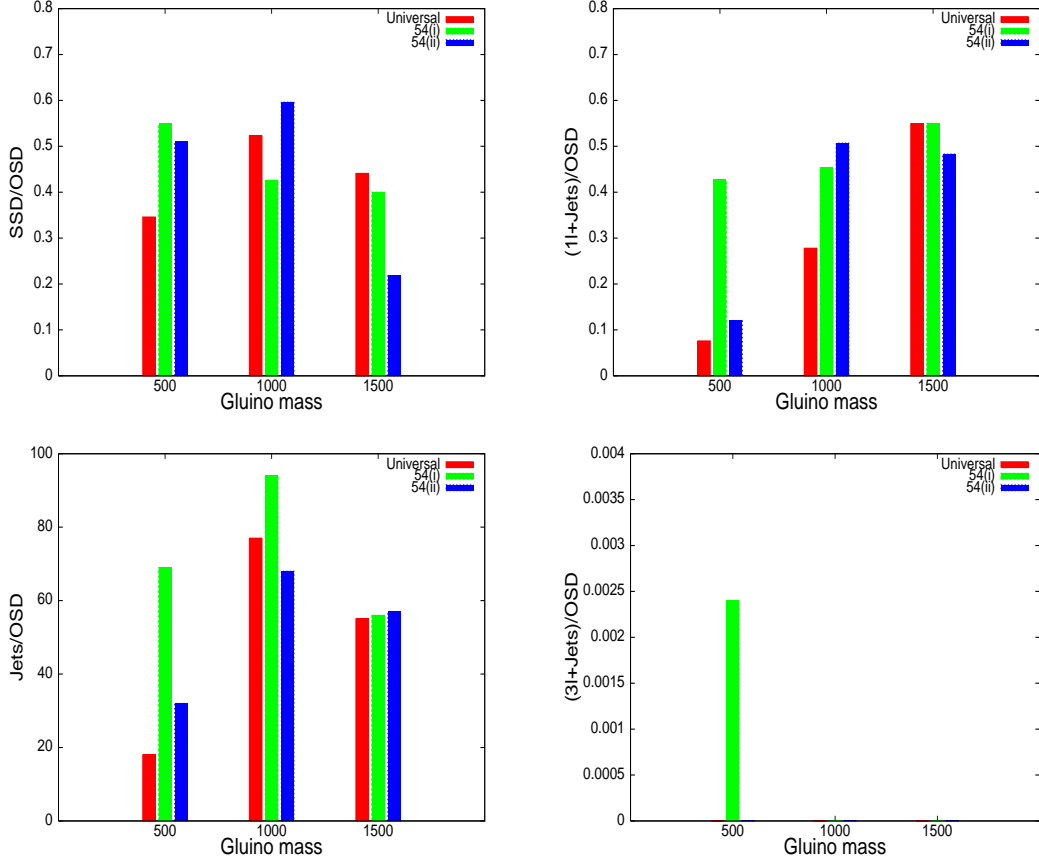 0.8
0.7
0.6
0.5
0.4
0.3
0.2
0.1
0
SSD/OSD
Universal
54(i)
54(ii)
500 1000 1500
Gluino mass
0.8
0.7
0.6
0.5
0.4
0.3
0.2
0.1
0
(1l+Jets)/OSD
Universal
54(i)
54(ii)
500 1000 1500
Gluino mass
100
80
60
40
20
0
Jets/OSD
Universal
54(i)
54(ii)
500 1000 1500
Gluino mass
0.004
0.0035
0.003
0.0025
0.002
0.0015
0.001
0.0005
0
(3l+Jets)/OSD
Universal
54(i)
54(ii)
500 1000 1500
Gluino mass